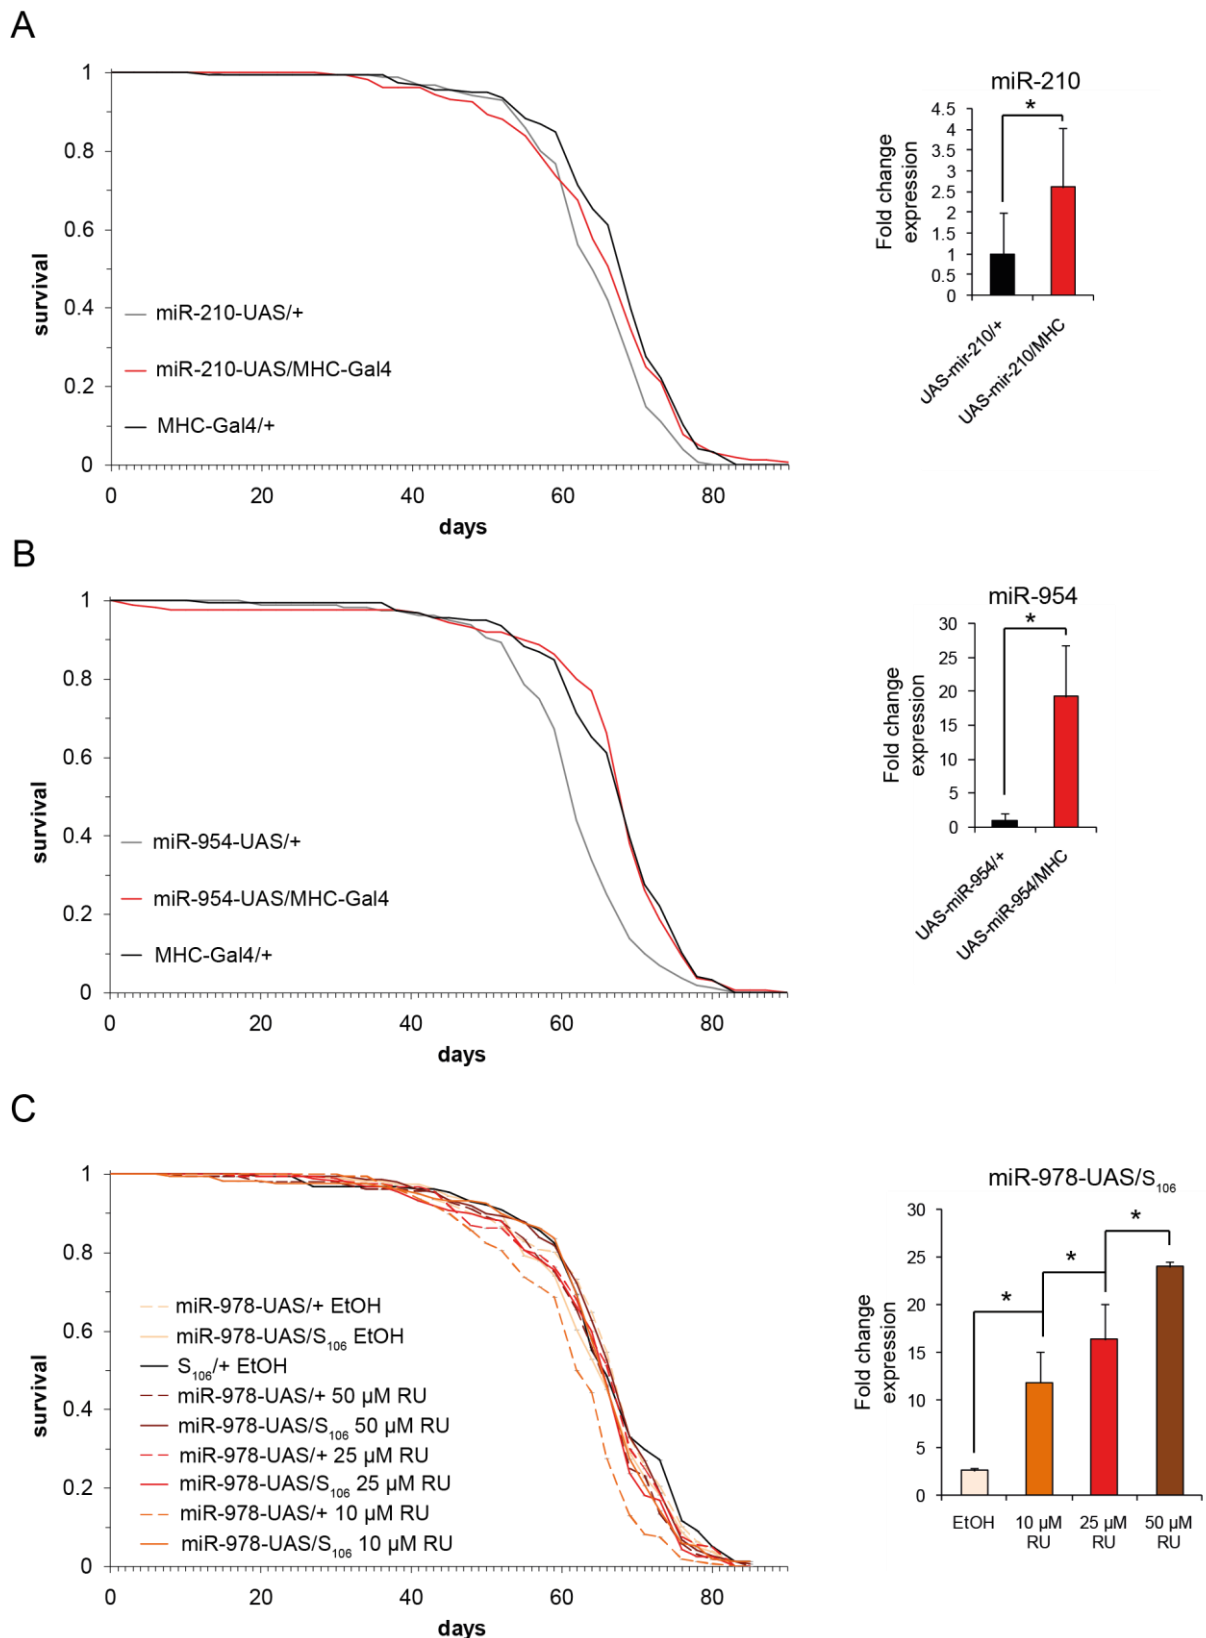 A
1
0.8
0.6
0.4
0.2
0
survival
0
20
40
60
80
days
miR-210-UAS/+
miR-210-UAS/MHC-Gal4
MHC-Gal4/+
miR-210
*
Fold change
expression
4.5
4
3.5
3
2.5
2
1.5
1
0.5
0
UAS-mir-210/+
UAS-mir-210/MHC
B
1
0.8
0.6
0.4
0.2
0
survival
0
20
40
60
80
days
miR-954-UAS/+
miR-954-UAS/MHC-Gal4
MHC-Gal4/+
miR-954
*
Fold change
expression
30
25
20
15
10
5
0
UAS-miR-954/+
UAS-miR-954/MHC
C
1
0.8
0.6
0.4
0.2
0
survival
0
20
40
60
80
days
miR-978-UAS/+ EtOH
miR-978-UAS/S₁₀₆ EtOH
S₁₀₆/+ EtOH
miR-978-UAS/+ 50 µM RU
miR-978-UAS/S₁₀₆ 50 µM RU
miR-978-UAS/+ 25 µM RU
miR-978-UAS/S₁₀₆ 25 µM RU
miR-978-UAS/+ 10 µM RU
miR-978-UAS/S₁₀₆ 10 µM RU
miR-978-UAS/S₁₀₆
*
*
*
Fold change
expression
30
25
20
15
10
5
0
EtOH
10 µM
RU
25 µM
RU
50 µM
RU